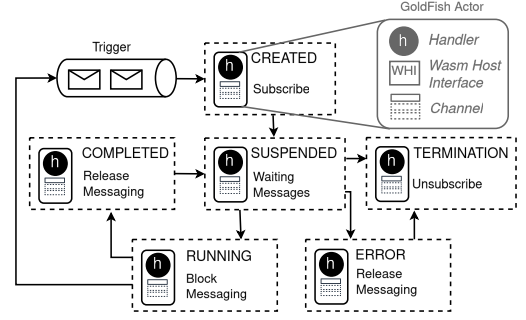 GoldFish Actor
Trigger
h
Handler
WHI
Wasm Host
Interface
Channel
h
CREATED
Subscribe
h
COMPLETED
Release
Messaging
h
SUSPENDED
Waiting
Messages
h
TERMINATION
Unsubscribe
h
RUNNING
Block
Messaging
h
ERROR
Release
Messaging